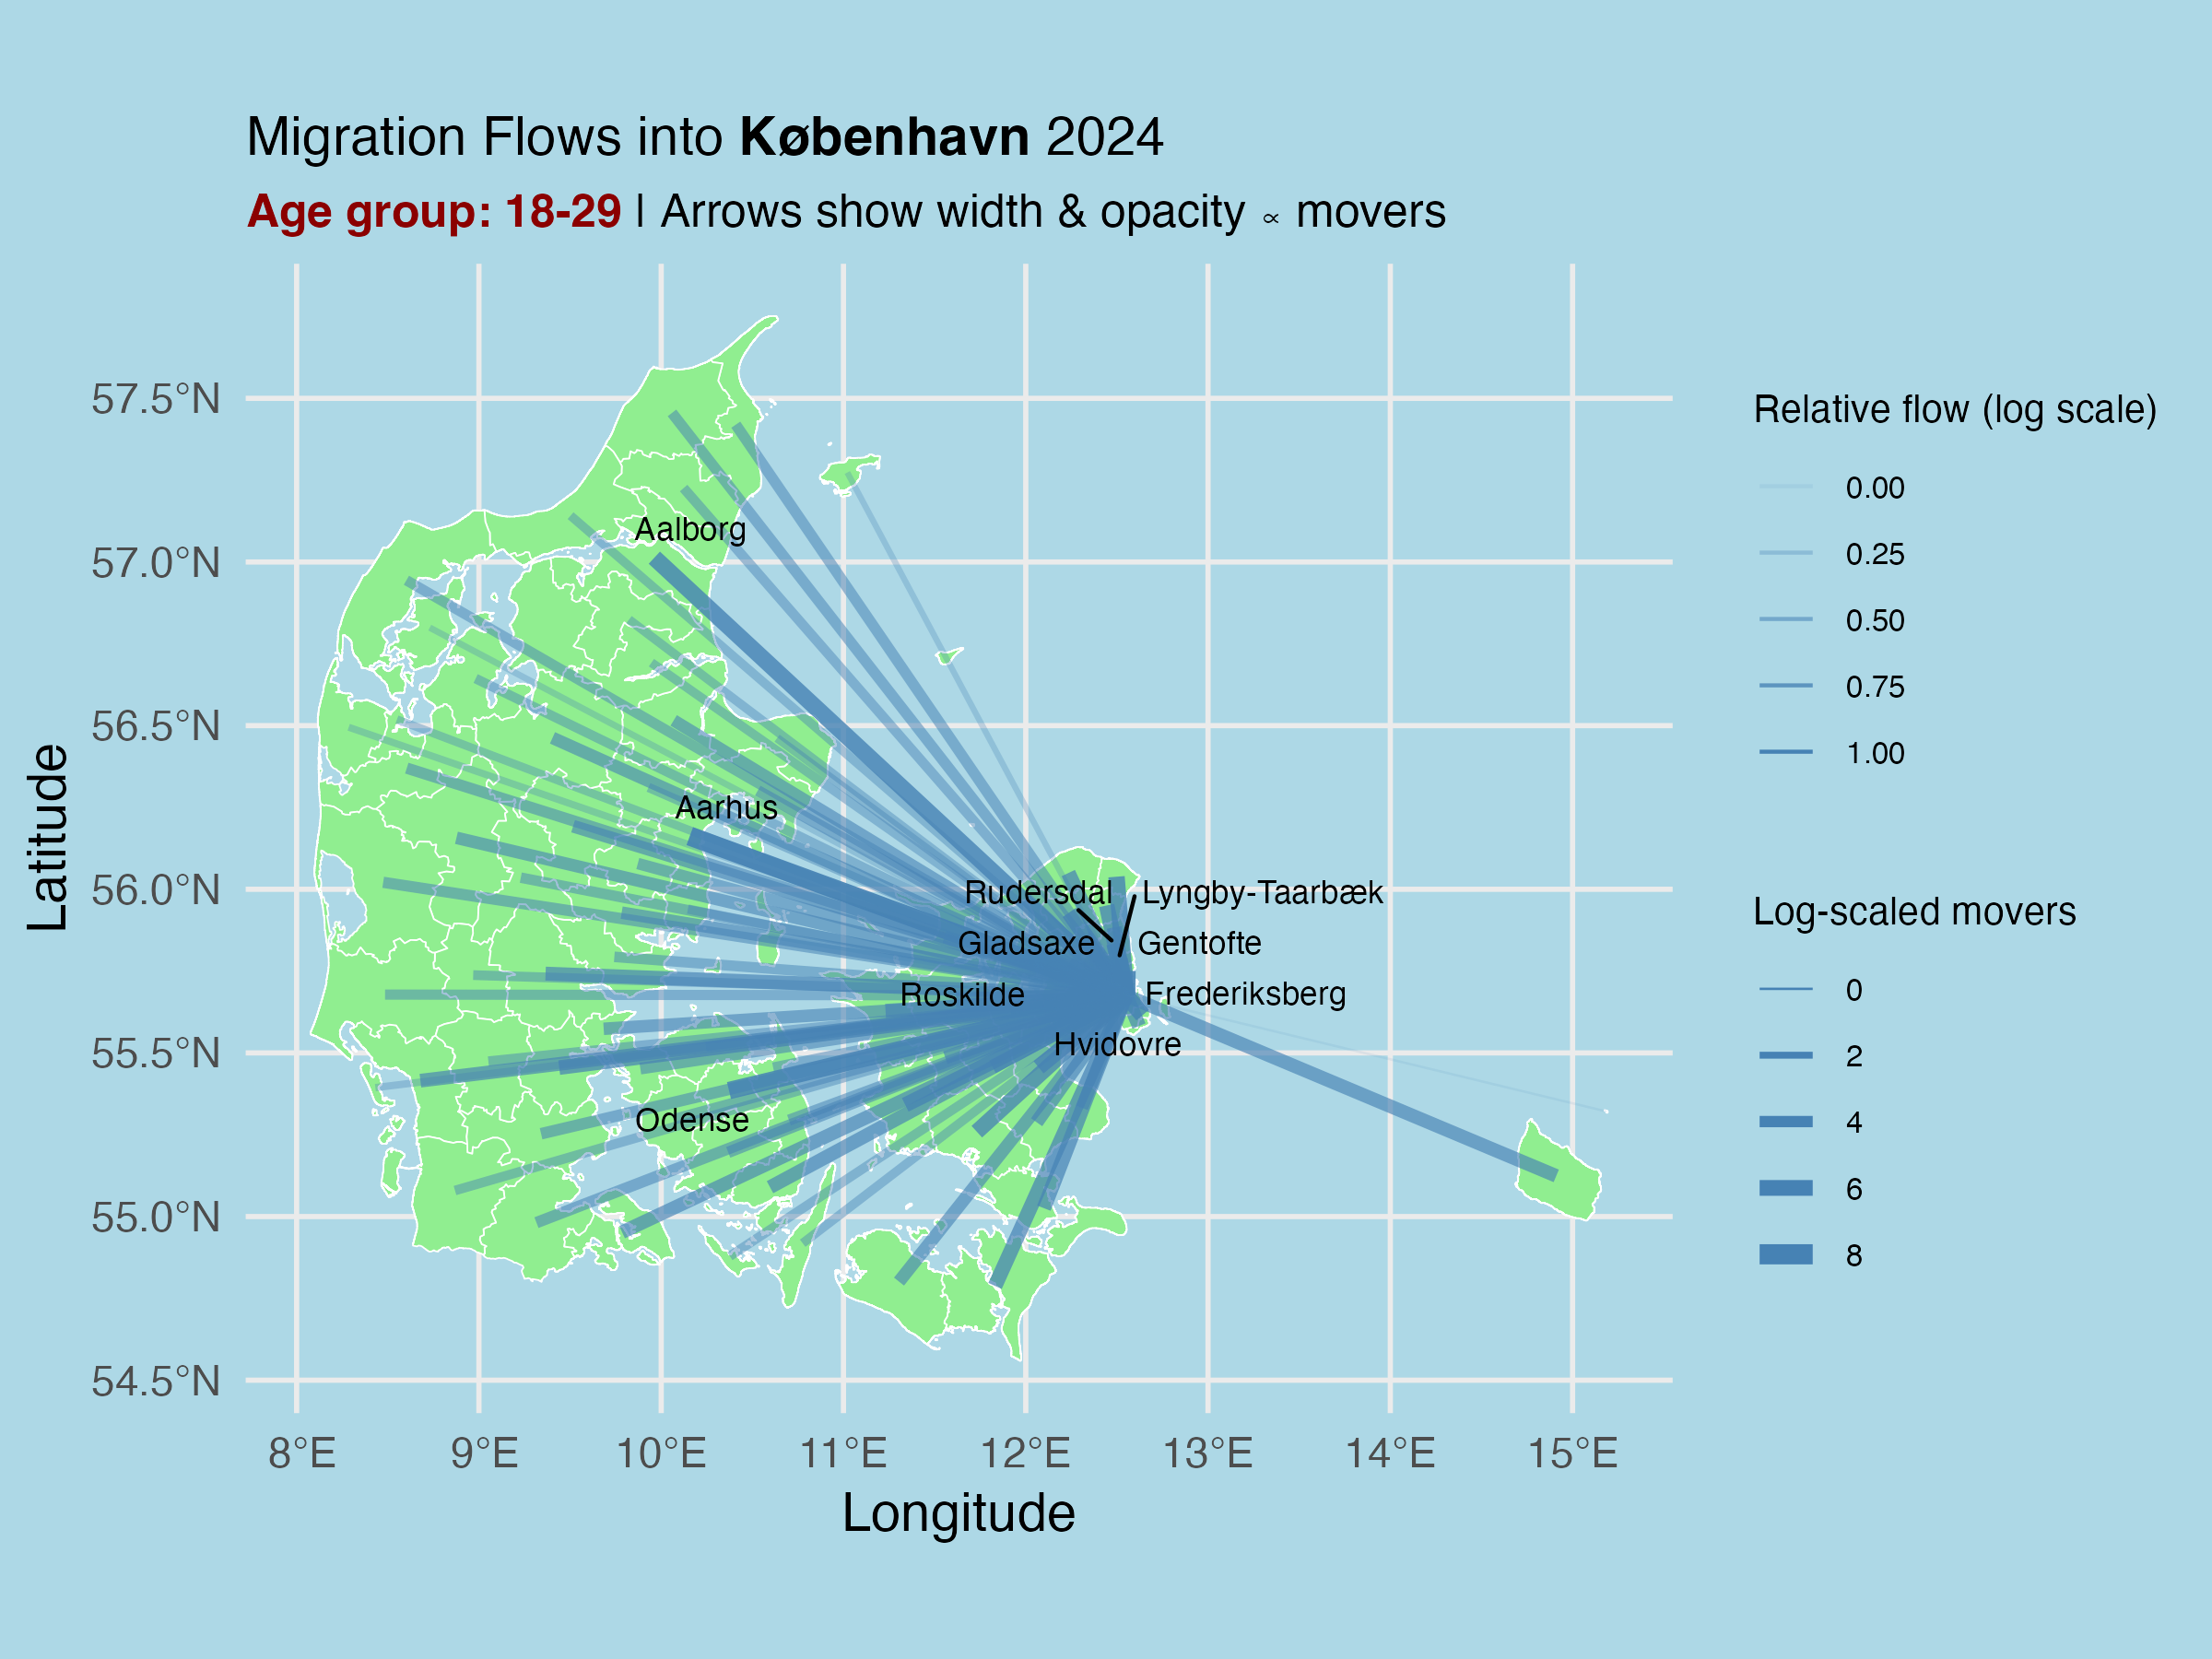 Migration Flows into København 2024
Age group: 18-29 | Arrows show width & opacity ∝ movers
57.5°N
57.0°N
56.5°N
56.0°N
55.5°N
55.0°N
54.5°N
Latitude
8°E
9°E
10°E
11°E
12°E
13°E
14°E
15°E
Longitude
Aalborg
Aarhus
Rudersdal
Lyngby-Taarbæk
Gladsaxe
Gentofte
Roskilde
Frederiksberg
Hvidovre
Odense
Relative flow (log scale)
0.00
0.25
0.50
0.75
1.00
Log-scaled movers
0
2
4
6
8